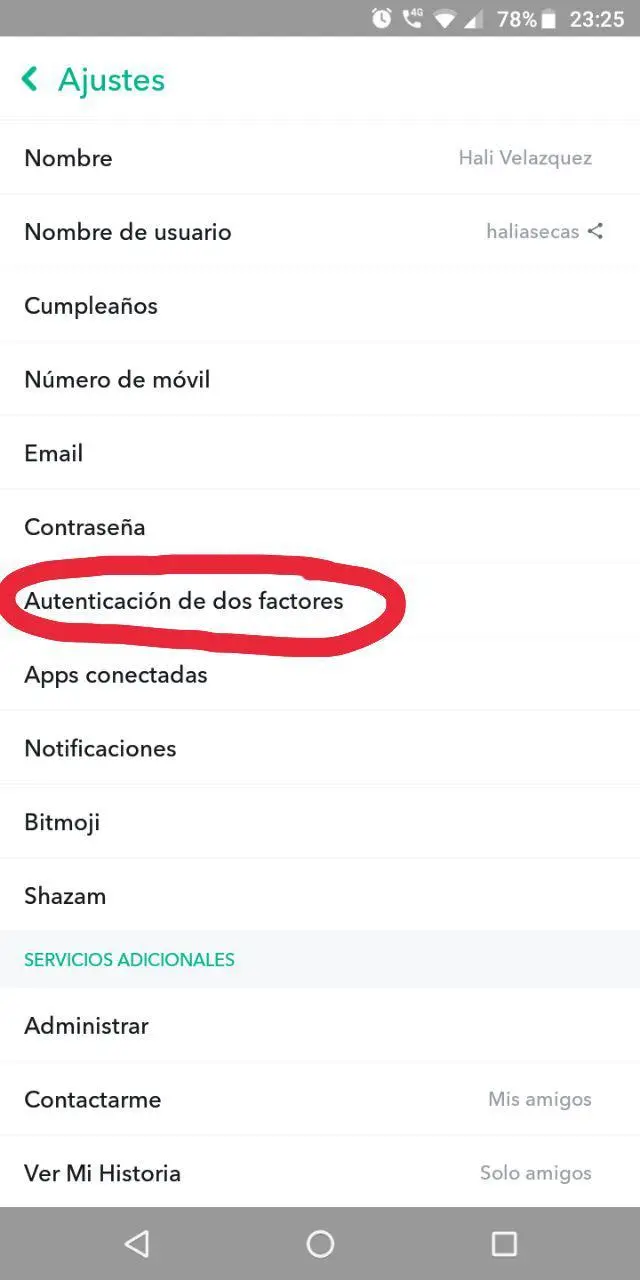 4G 78% 23:25
Ajustes
Nombre Hali Velazquez
Nombre de usuario haliasecas
Cumpleaños
Número de móvil
Email
Contraseña
Autenticación de dos factores
Apps conectadas
Notificaciones
Bitmoji
Shazam
SERVICIOS ADICIONALES
Administrar
Contactarme Mis amigos
Ver Mi Historia Solo amigos